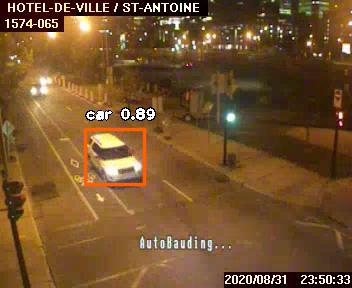 HOTEL-DE-VILLE / ST-ANTOINE
1574-065
car 0.89
AutoBauding...
2020/08/31 23:50:33